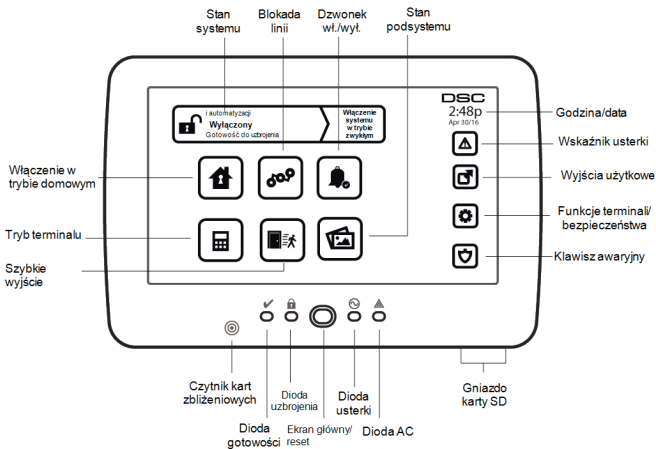 Stan
systemu
Blokada
linii
Dzwonek
wł./wył.
Stan
podsystemu
i automatyzacji
Wyłączony
Gotowość do uzbrojenia
Włączenie
systemu
w trybie
zwykłym
DSC
2:48p
Apr 30/16
Godzina/data
Wskaźnik usterki
Wyjścia użytkowe
Funkcje terminali/
bezpieczeństwa
Klawisz awaryjny
Włączenie w
trybie domowym
Tryb terminalu
Szybkie
wyjście
Czytnik kart
zbliżeniowych
Dioda
gotowości
Dioda
uzbrojenia
Ekran główny/
reset
Dioda
usterki
Dioda AC
Gniazdo
karty SD